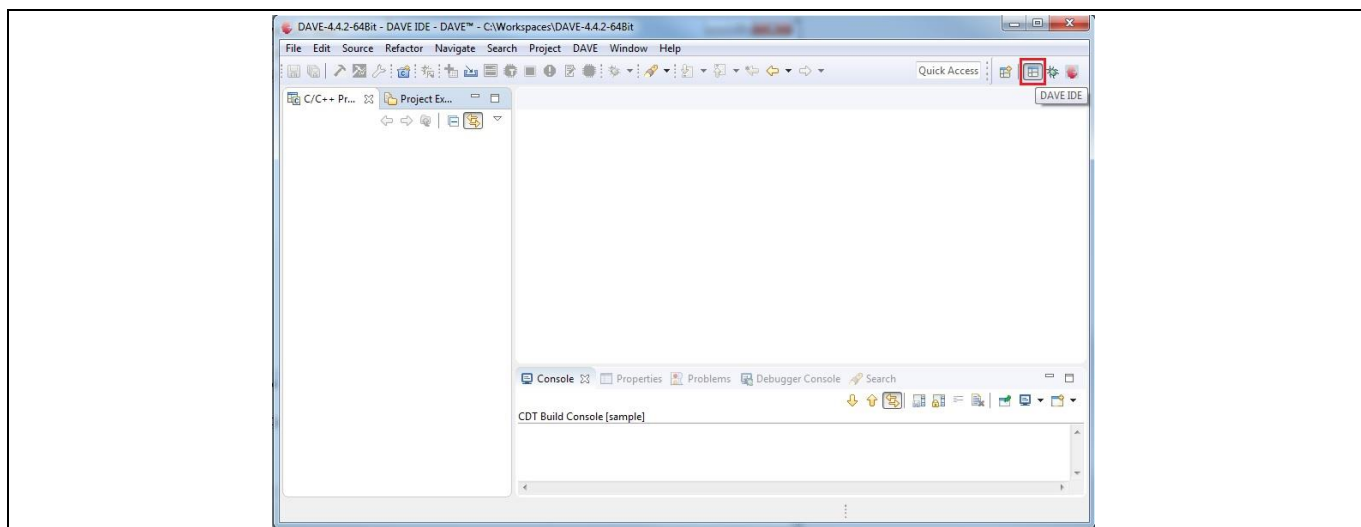 DAVE-4.4.2-64Bit - DAVE IDE - DAVE™ - C:\Workspaces\DAVE-4.4.2-64Bit
File Edit Source Refactor Navigate Search Project DAVE Window Help
Quick Access
C/C++ Pr... Project Ex...
DAVE IDE
Console Properties Problems Debugger Console Search
CDT Build Console [sample]